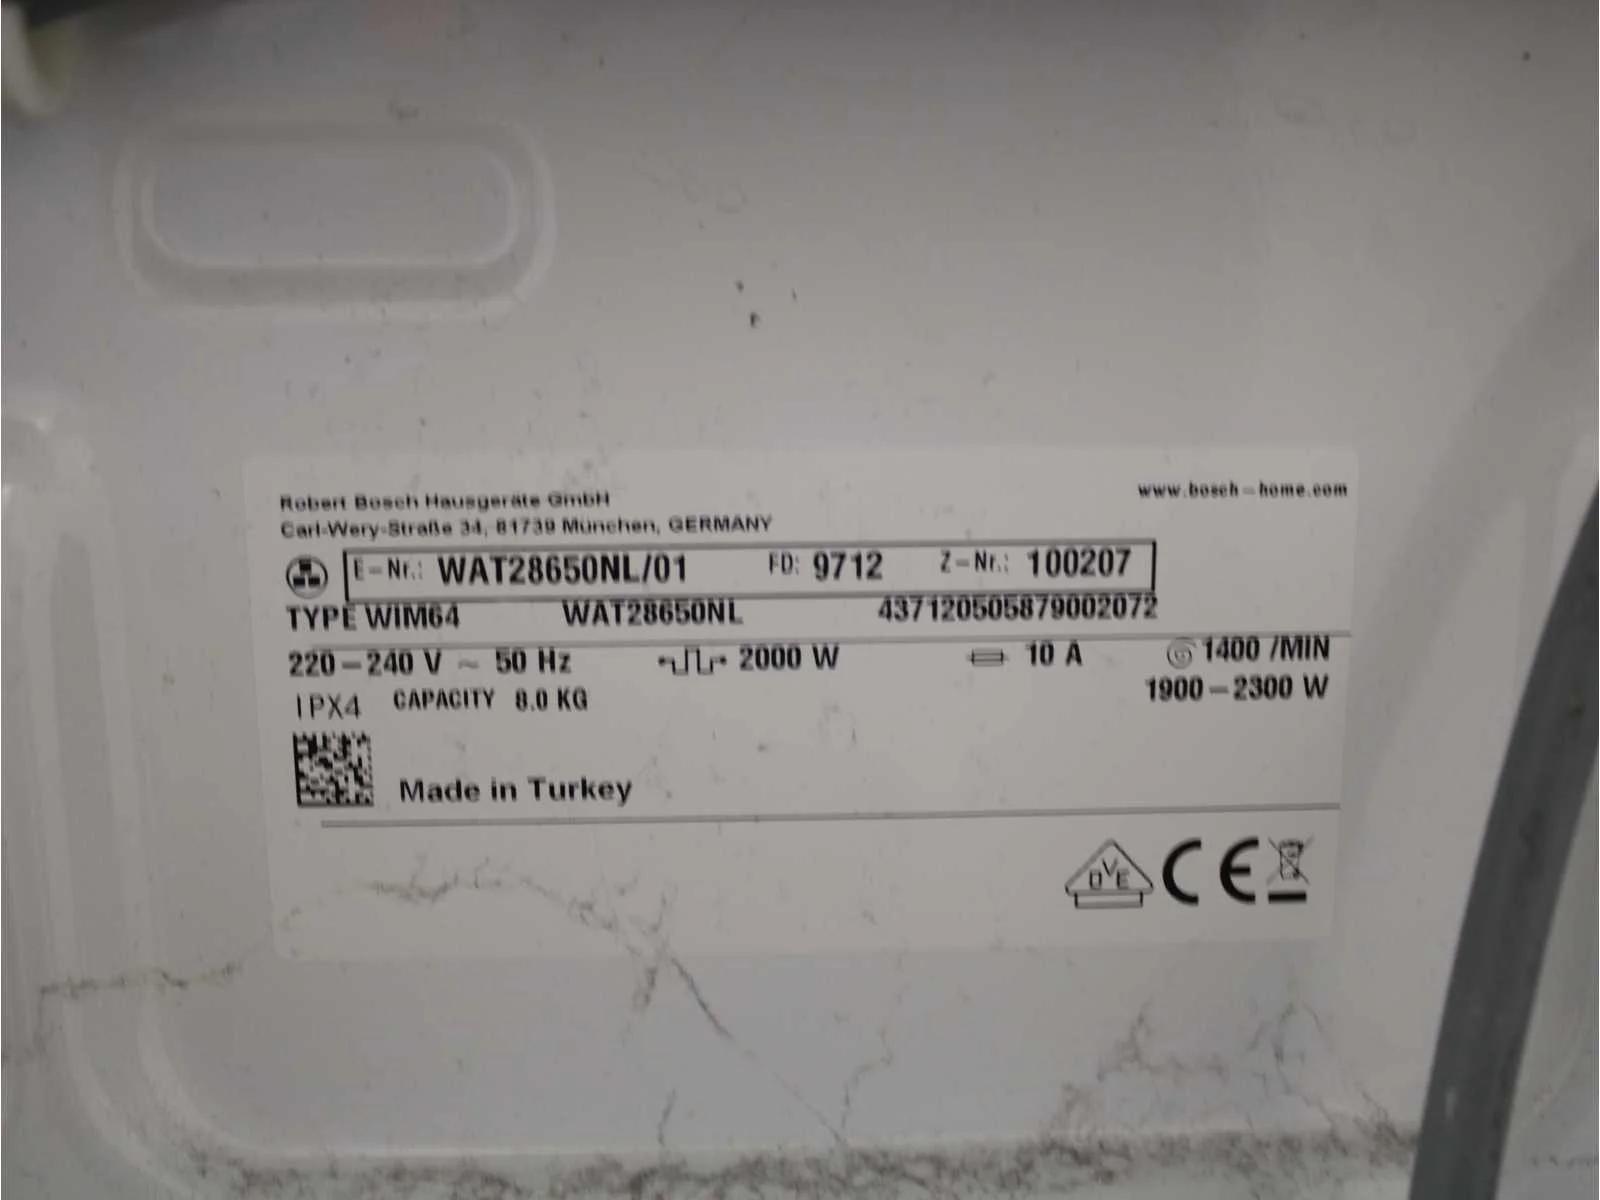 Robert Bosch Hausgeräte GmbH
www.bosch-home.com
Carl-Wery-Straße 34, 81739 München, GERMANY
E-Nr.: WAT28650NL/01 FD: 9712 Z-Nr.: 100207
TYPE WIM64 WAT28650NL 437120505879002072
220-240 V ~ 50 Hz 2000 W 10 A 1400 /MIN
IPX4 CAPACITY 8.0 KG 1900-2300 W
Made in Turkey
DVE CE